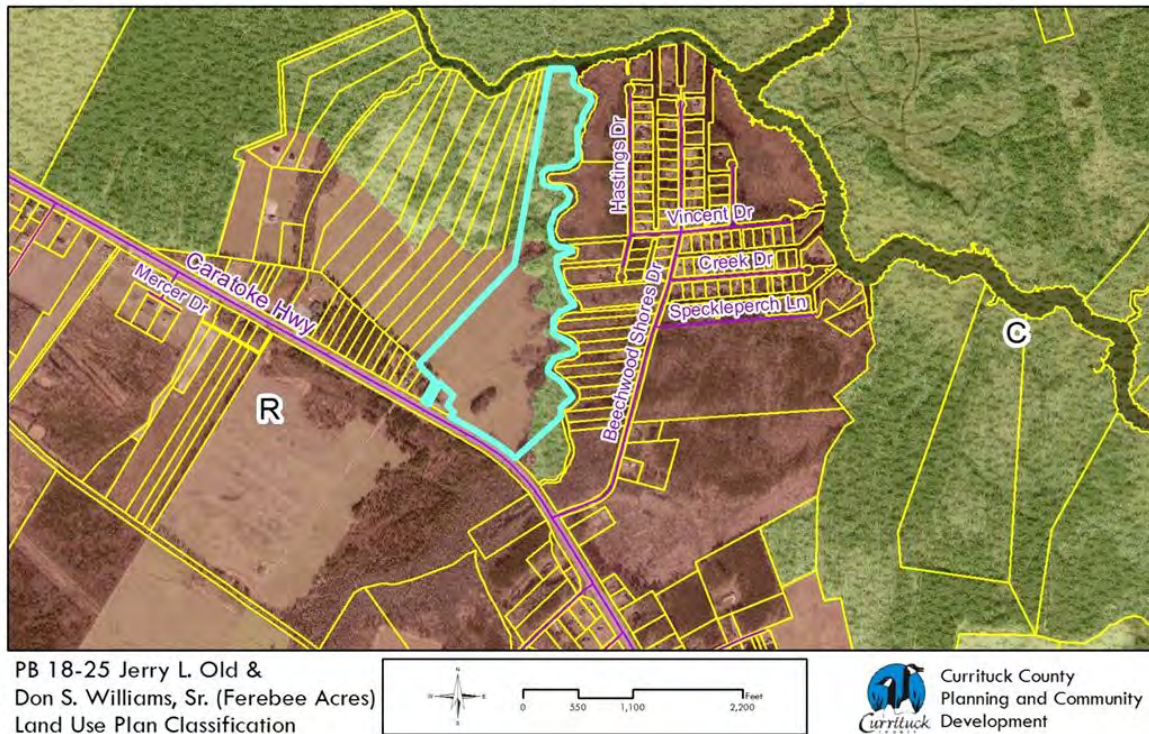 Hastings Dr
Vincent Dr
Creek Dr
Speckleperch Ln
Beechwood Shores Dr
Caratoke Hwy
Mercer Dr
R
C
PB 18-25 Jerry L. Old &
Don S. Williams, Sr. (Ferebee Acres)
Land Use Plan Classification
N
W
E
S
Feet
0 550 1,100 2,200
Currituck
COUNTY
Currituck County
Planning and Community
Development